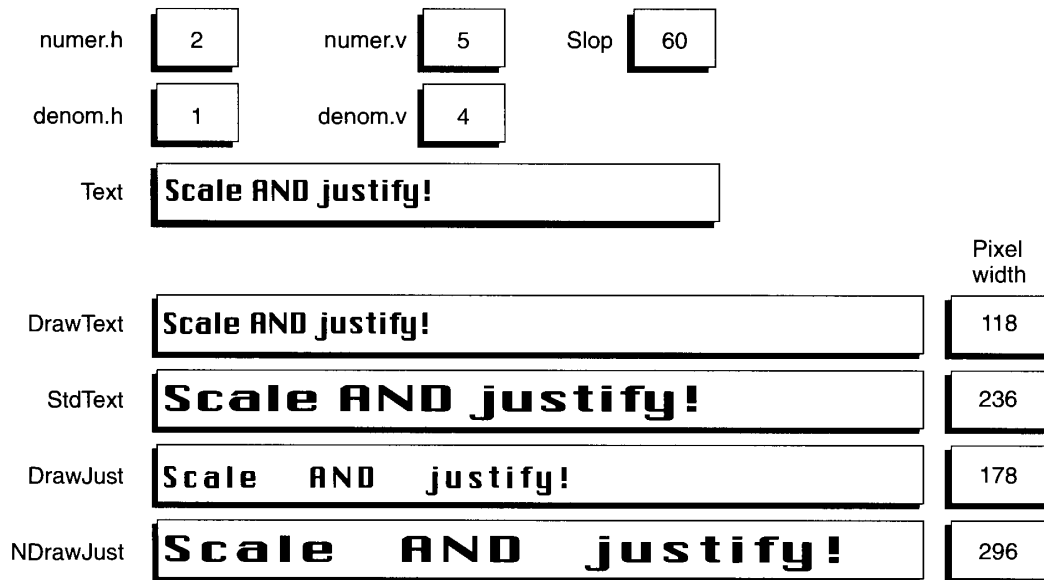 numer.h 2 numer.v 5 Slop 60
denom.h 1 denom.v 4
Text Scale AND justify!
Pixel
width
DrawText Scale AND justify! 118
StdText Scale AND justify! 236
DrawJust Scale AND justify! 178
NDrawJust Scale AND justify! 296